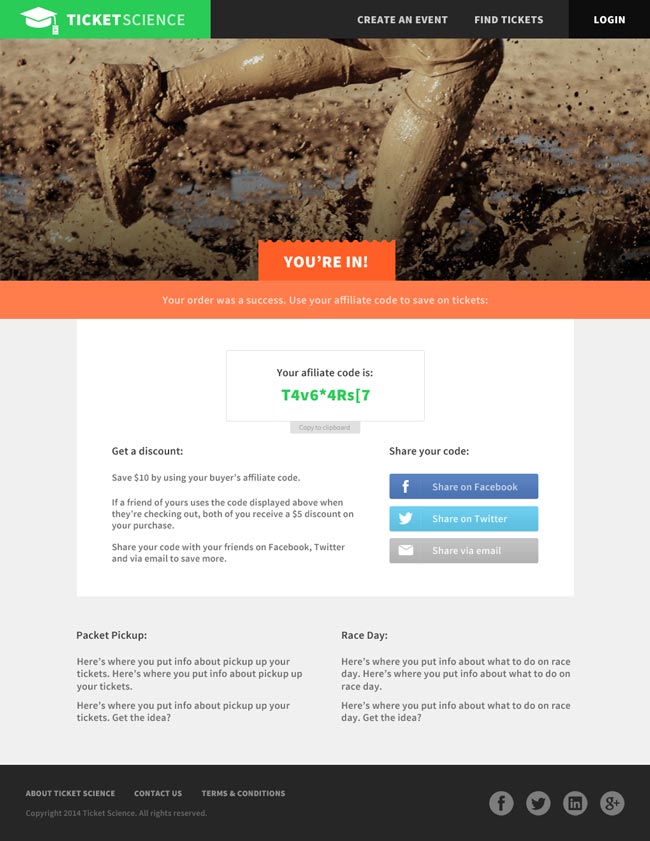 TICKETSCIENCE
CREATE AN EVENT
FIND TICKETS
LOGIN
YOU'RE IN!
Your order was a success. Use your affiliate code to save on tickets:
Your afiliate code is:
T4v6*4Rs[7
Copy to clipboard
Get a discount:
Save $10 by using your buyer's affiliate code.
If a friend of yours uses the code displayed above when
they're checking out, both of you receive a $5 discount on
your purchase.
Share your code with your friends on Facebook, Twitter
and via email to save more.
Share your code:
Share on Facebook
Share on Twitter
Share via email
Packet Pickup:
Here's where you put info about pickup up your
tickets. Here's where you put info about pickup up
your tickets.
Here's where you put info about pickup up your
tickets. Get the idea?
Race Day:
Here's where you put info about what to do on race
day. Here's where you put info about what to do on
race day.
Here's where you put info about what to do on race
day. Get the idea?
ABOUT TICKET SCIENCE
CONTACT US
TERMS & CONDITIONS
Copyright 2014 Ticket Science. All rights reserved.